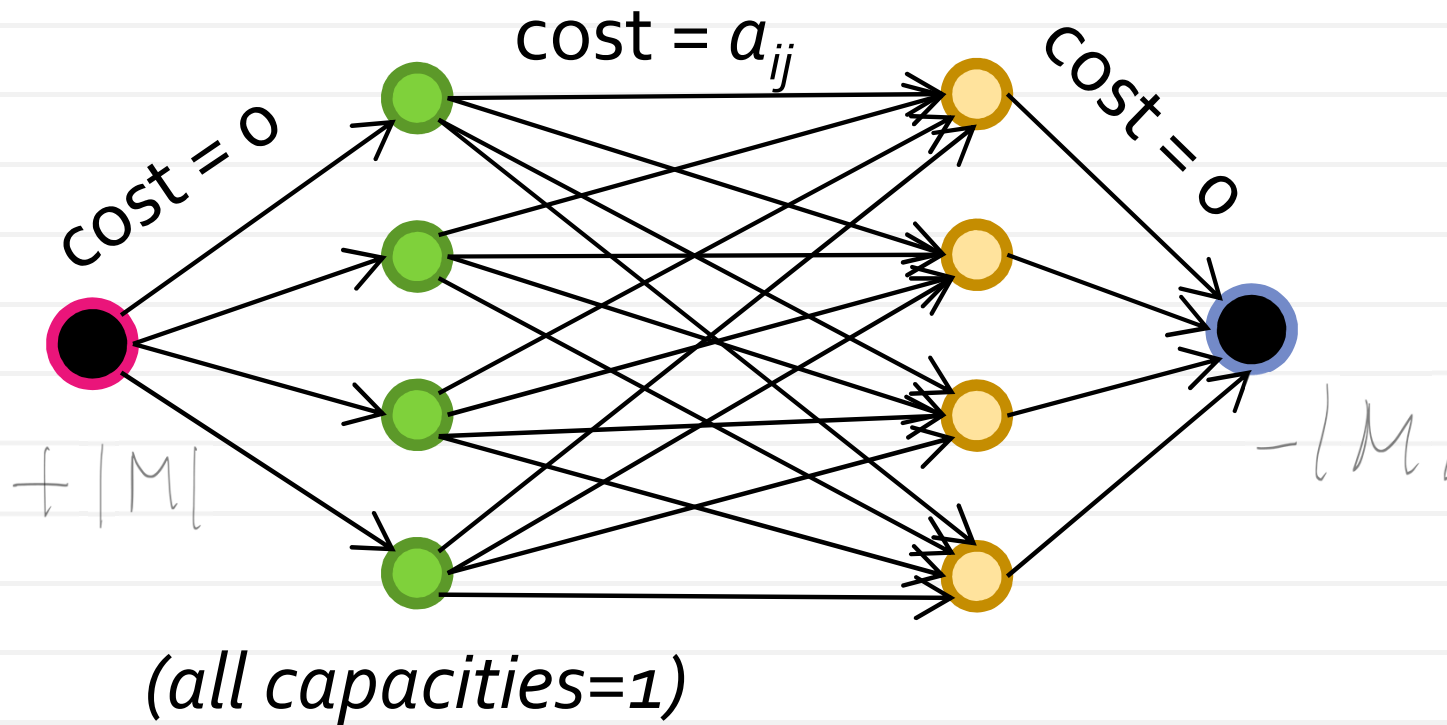 cost = a_ij
cost = 0
cost = 0
+|M|
-|M|
(all capacities=1)